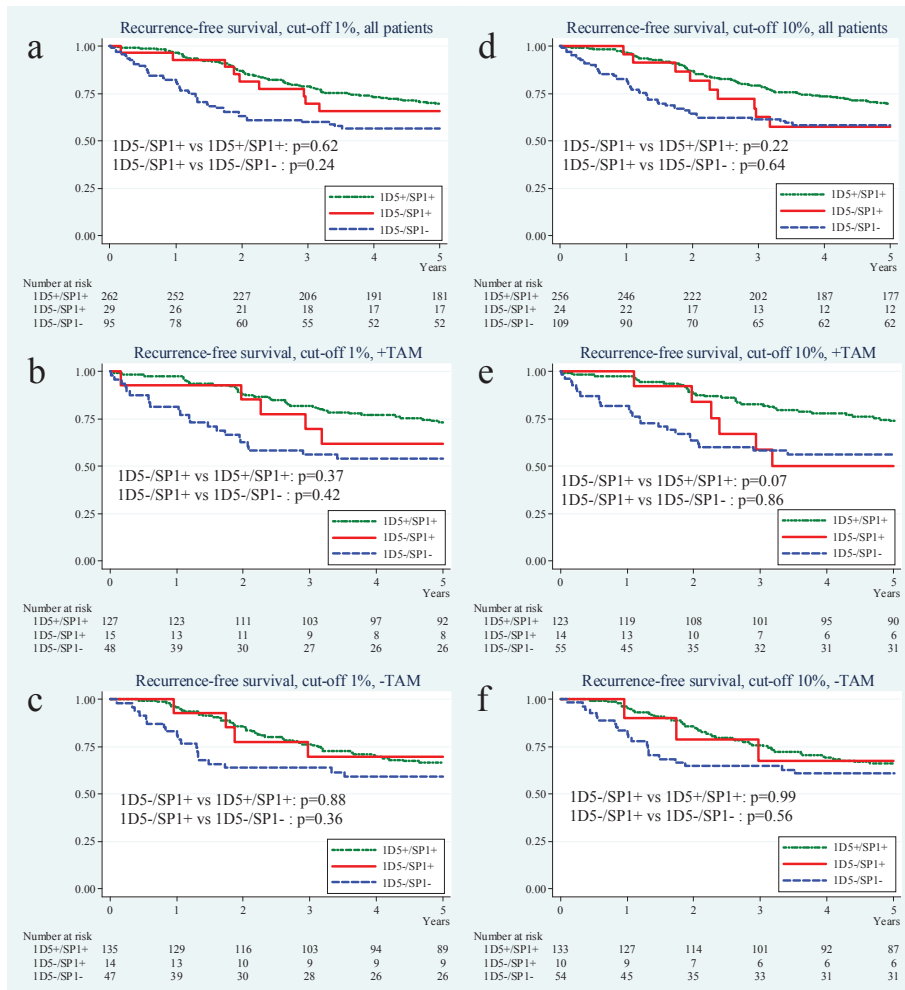 a
Recurrence-free survival, cut-off 1%, all patients
1.00
0.75
0.50
0.25
0.00
1D5-/SP1+ vs 1D5+/SP1+: p=0.62
1D5-/SP1+ vs 1D5-/SP1- : p=0.24
1D5+/SP1+
1D5-/SP1+
1D5-/SP1-
0 1 2 3 4 5
Years
Number at risk
1D5+/SP1+ 262 252 227 206 191 181
1D5-/SP1+ 29 26 21 18 17 17
1D5-/SP1- 95 78 60 55 52 52
d
Recurrence-free survival, cut-off 10%, all patients
1.00
0.75
0.50
0.25
0.00
1D5-/SP1+ vs 1D5+/SP1+: p=0.22
1D5-/SP1+ vs 1D5-/SP1- : p=0.64
1D5+/SP1+
1D5-/SP1+
1D5-/SP1-
0 1 2 3 4 5
Years
Number at risk
1D5+/SP1+ 256 246 222 202 187 177
1D5-/SP1+ 24 22 17 13 12 12
1D5-/SP1- 109 90 70 65 62 62
b
Recurrence-free survival, cut-off 1%, +TAM
1.00
0.75
0.50
0.25
0.00
1D5-/SP1+ vs 1D5+/SP1+: p=0.37
1D5-/SP1+ vs 1D5-/SP1- : p=0.42
1D5+/SP1+
1D5-/SP1+
1D5-/SP1-
0 1 2 3 4 5
Years
Number at risk
1D5+/SP1+ 127 123 111 103 97 92
1D5-/SP1+ 15 13 11 9 8 8
1D5-/SP1- 48 39 30 27 26 26
e
Recurrence-free survival, cut-off 10%, +TAM
1.00
0.75
0.50
0.25
0.00
1D5-/SP1+ vs 1D5+/SP1+: p=0.07
1D5-/SP1+ vs 1D5-/SP1- : p=0.86
1D5+/SP1+
1D5-/SP1+
1D5-/SP1-
0 1 2 3 4 5
Years
Number at risk
1D5+/SP1+ 123 119 108 101 95 90
1D5-/SP1+ 14 13 10 7 6 6
1D5-/SP1- 55 45 35 32 31 31
c
Recurrence-free survival, cut-off 1%, -TAM
1.00
0.75
0.50
0.25
0.00
1D5-/SP1+ vs 1D5+/SP1+: p=0.88
1D5-/SP1+ vs 1D5-/SP1- : p=0.36
1D5+/SP1+
1D5-/SP1+
1D5-/SP1-
0 1 2 3 4 5
Years
Number at risk
1D5+/SP1+ 135 129 116 103 94 89
1D5-/SP1+ 14 13 10 9 9 9
1D5-/SP1- 47 39 30 28 26 26
f
Recurrence-free survival, cut-off 10%, -TAM
1.00
0.75
0.50
0.25
0.00
1D5-/SP1+ vs 1D5+/SP1+: p=0.99
1D5-/SP1+ vs 1D5-/SP1- : p=0.56
1D5+/SP1+
1D5-/SP1+
1D5-/SP1-
0 1 2 3 4 5
Years
Number at risk
1D5+/SP1+ 133 127 114 101 92 87
1D5-/SP1+ 10 9 7 6 6 6
1D5-/SP1- 54 45 35 33 31 31